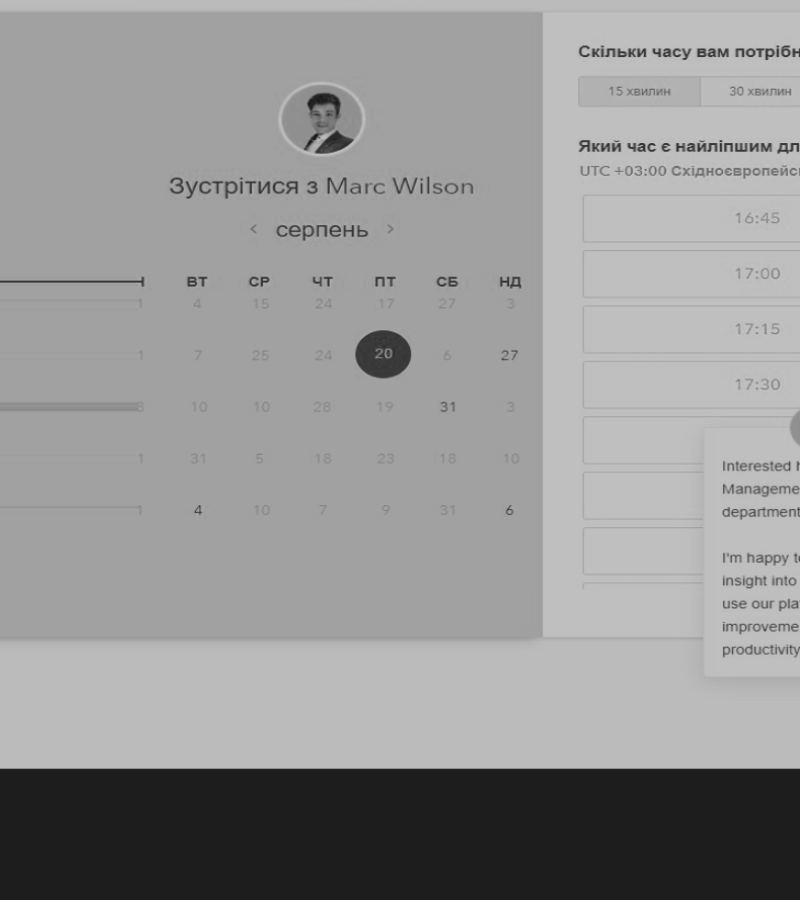 Зустрітися з Marc Wilson
< серпень >
ВТ СР ЧТ ПТ СБ НД
1 4 15 24 17 27 3
1 7 25 24 20 6 27
8 10 10 28 19 31 3
1 31 5 18 23 18 10
1 4 10 7 9 31 6
Скільки часу вам потрібн
15 хвилин 30 хвилин
Який час є найліпшим дл
UTC +03:00 Східноєвропейсь
16:45
17:00
17:15
17:30
Interested h
Manageme
department
I'm happy to
insight into
use our pla
improveme
productivity